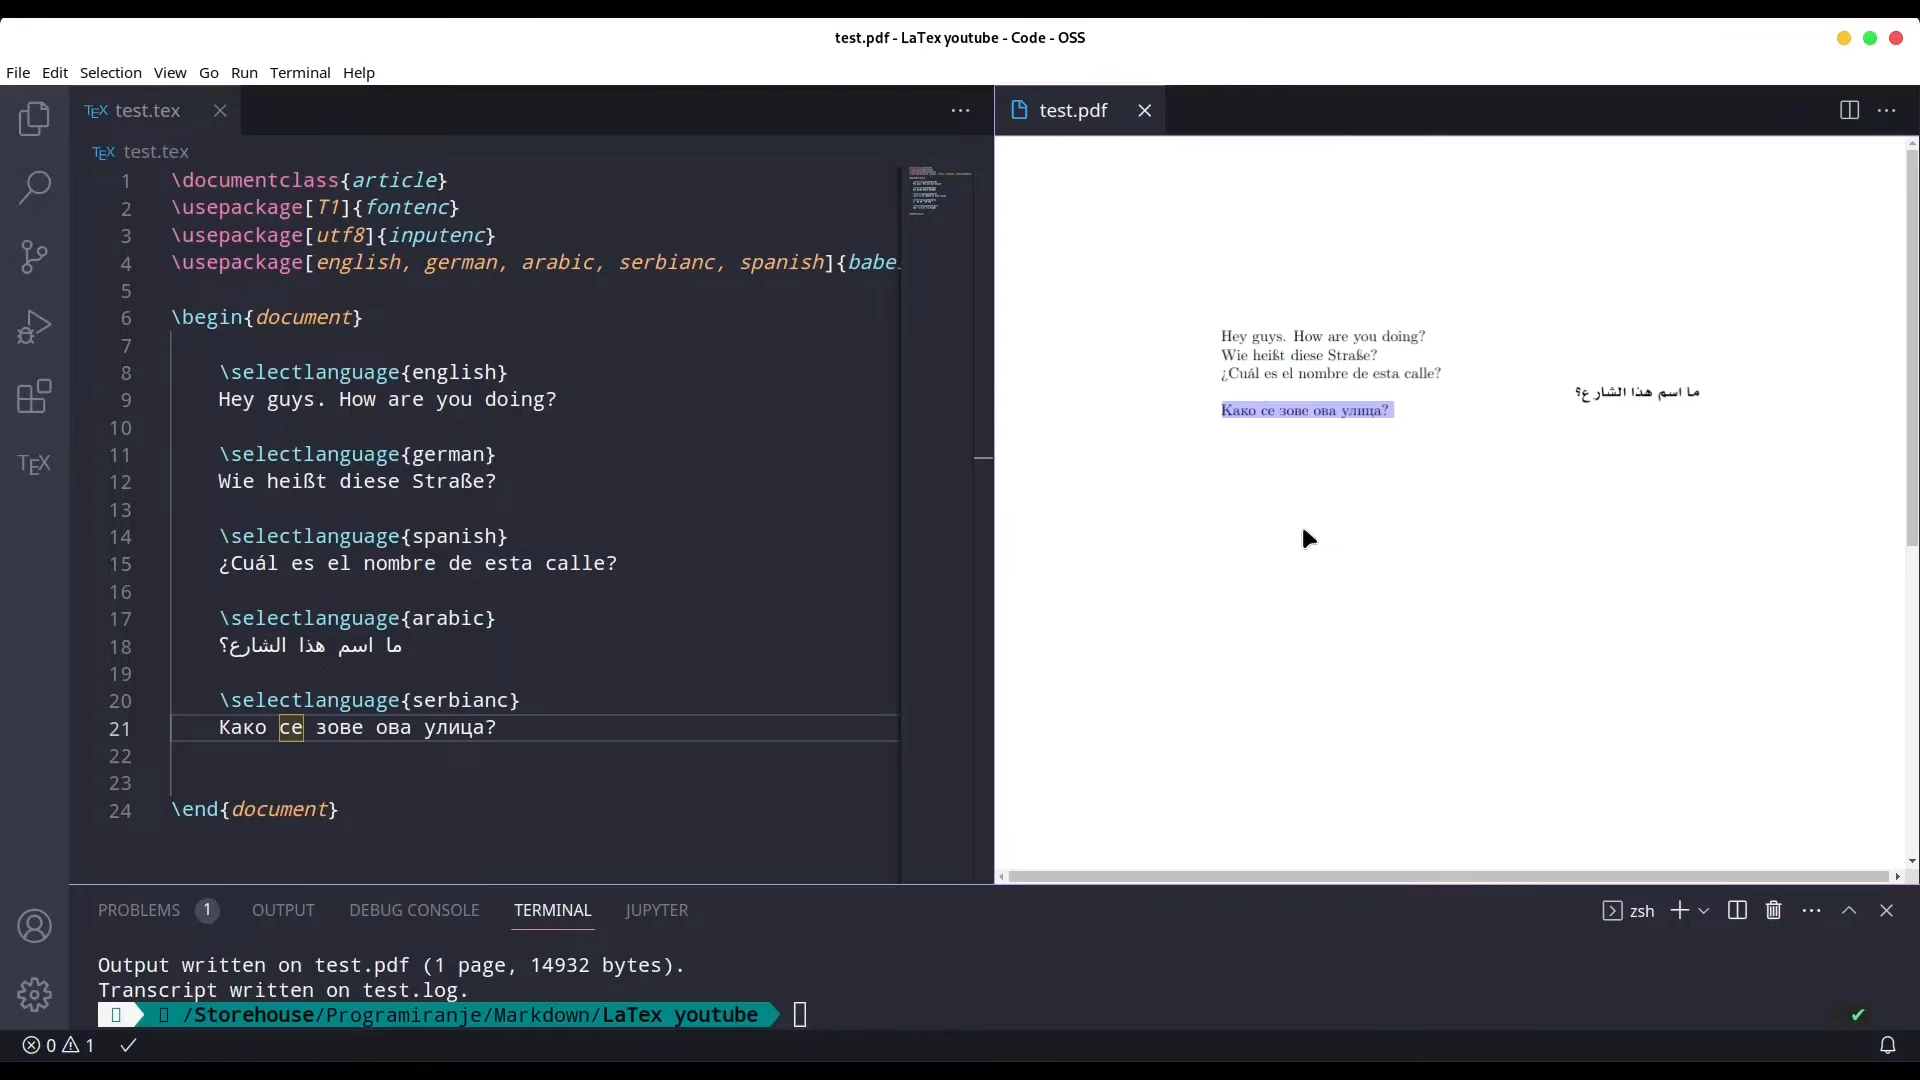 test.pdf - LaTex youtube - Code - OSS
File Edit Selection View Go Run Terminal Help
TEX test.tex
TEX test.tex
1 \documentclass{article}
2 \usepackage[T1]{fontenc}
3 \usepackage[utf8]{inputenc}
4 \usepackage[english, german, arabic, serbianc, spanish]{babe
5
6 \begin{document}
7
8 \selectlanguage{english}
9 Hey guys. How are you doing?
10
11 \selectlanguage{german}
12 Wie heißt diese Straße?
13
14 \selectlanguage{spanish}
15 ¿Cuál es el nombre de esta calle?
16
17 \selectlanguage{arabic}
18 ما اسم هذا الشارع؟
19
20 \selectlanguage{serbianc}
21 Како се зове ова улица?
22
23
24 \end{document}
TEX
test.pdf
Hey guys. How are you doing?
Wie heißt diese Straße?
¿Cuál es el nombre de esta calle?
ما اسم هذا الشارع؟
Како се зове ова улица?
PROBLEMS 1 OUTPUT DEBUG CONSOLE TERMINAL JUPYTER
zsh
Output written on test.pdf (1 page, 14932 bytes).
Transcript written on test.log.
/Storehouse/Programiranje/Markdown/LaTex youtube
0 1